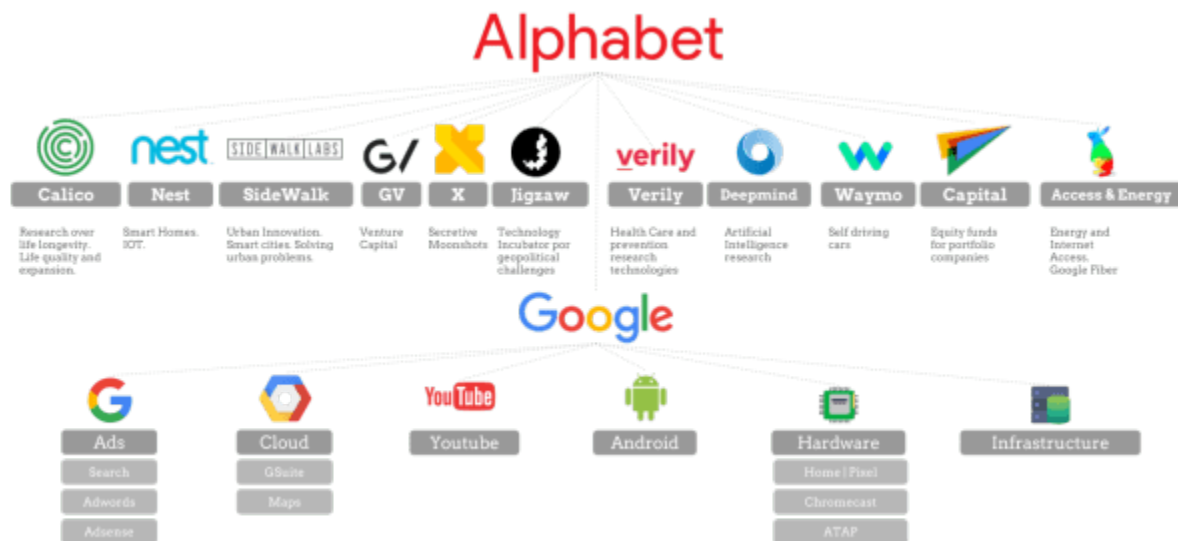 Alphabet
nest
SIDE WALK LABS
G/
verily
Calico
Nest
SideWalk
GV
X
Jigzaw
Verily
Deepmind
Waymo
Capital
Access & Energy
Research over
life longevity.
Life quality and
expansion.
Smart Homes.
IOT.
Urban Innovation.
Smart cities. Solving
urban problems.
Venture
Capital
Secretive
Moonshots
Technology
Incubator por
geopolitical
challenges
Health Care and
prevention
research
technologies
Artificial
Intelligence
research
Self driving
cars
Equity funds
for portfolio
companies
Energy and
Internet
Access.
Google Fiber
Google
G
YouTube
Ads
Cloud
Youtube
Android
Hardware
Infrastructure
Search
GSuite
Home | Pixel
Adwords
Maps
Chromecast
Adsense
ATAP